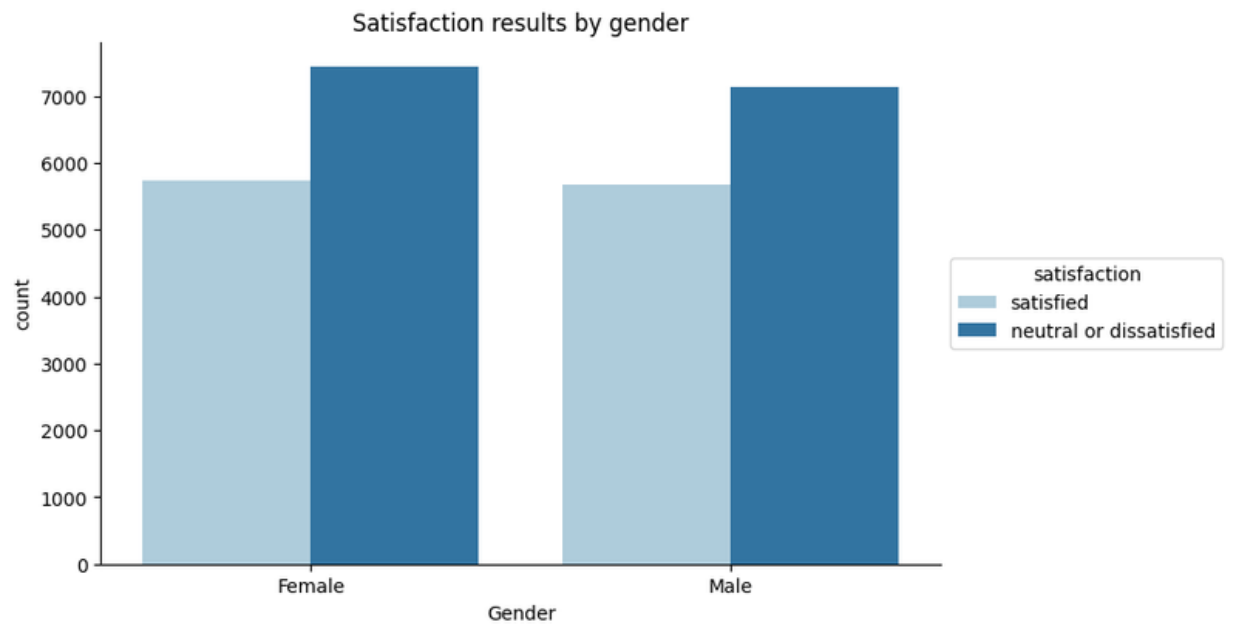 Satisfaction results by gender
7000
6000
5000
4000
3000
2000
1000
0
count
Female
Male
Gender
satisfaction
satisfied
neutral or dissatisfied